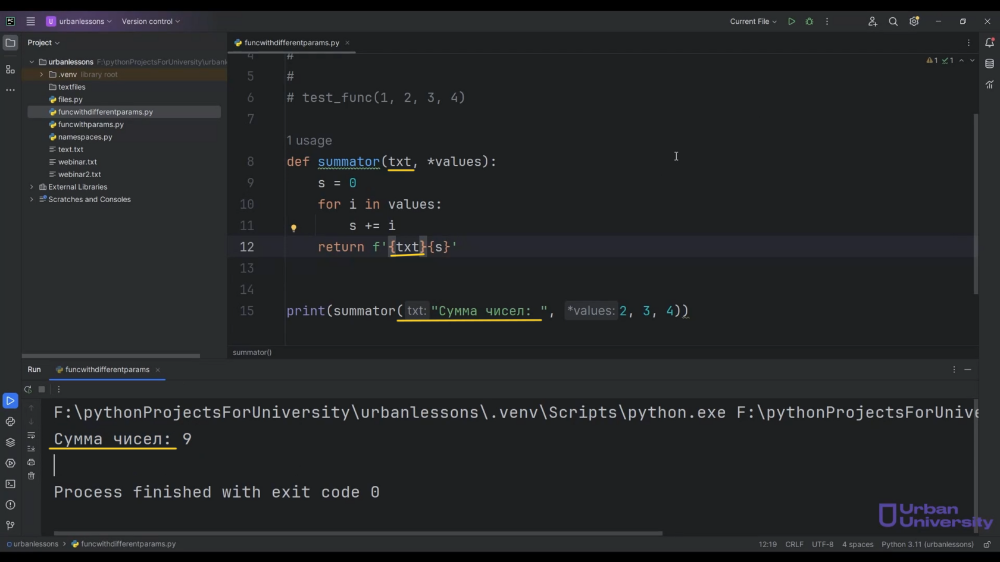 PC
U urbanlessons Version control
Current File
Project
funcwithdifferentparams.py
urbanlessons F:\pythonProjectsForUniversity\urbanl
.venv library root
textfiles
files.py
funcwithdifferentparams.py
funcwithparams.py
namespaces.py
text.txt
webinar.txt
webinar2.txt
External Libraries
Scratches and Consoles
1 1
4 #
5 #
6 # test_func(1, 2, 3, 4)
7
1 usage
8 def summator(txt, *values):
9 s = 0
10 for i in values:
11 s += i
12 return f'{txt}{s}'
13
14
15 print(summator( txt: "Сумма чисел: ", *values: 2, 3, 4))
summator()
Run funcwithdifferentparams
F:\pythonProjectsForUniversity\urbanlessons\.venv\Scripts\python.exe F:\pythonProjectsForUnive
Сумма чисел: 9
Process finished with exit code 0
Urban
University
urbanlessons funcwithdifferentparams.py
12:19 CRLF UTF-8 4 spaces Python 3.11 (urbanlessons)